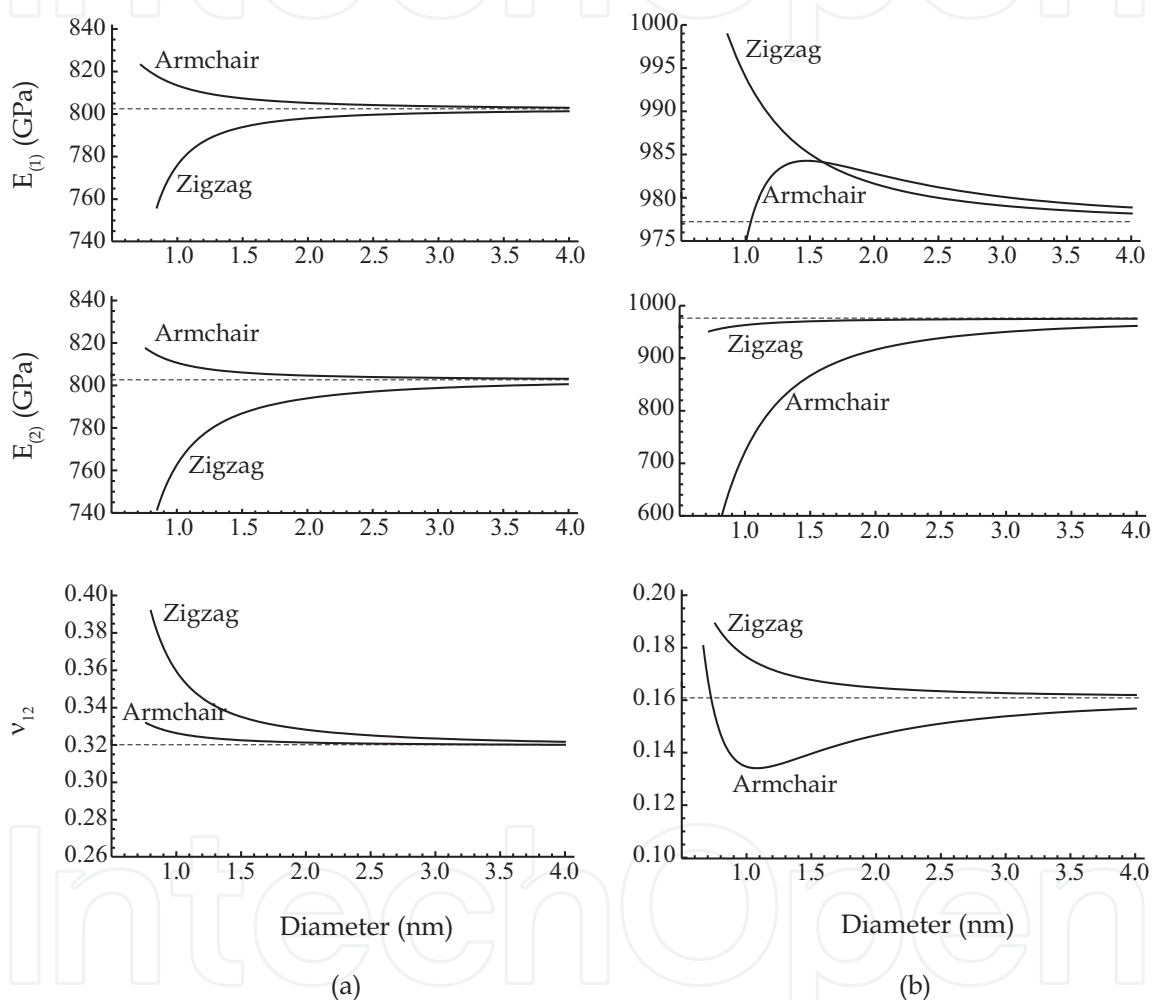 840
820
800
780
760
740
E(1) (GPa)
Armchair
Zigzag
1.0 1.5 2.0 2.5 3.0 3.5 4.0
1000
995
990
985
980
975
Zigzag
Armchair
1.0 1.5 2.0 2.5 3.0 3.5 4.0
840
820
800
780
760
740
E(2) (GPa)
Armchair
Zigzag
1.0 1.5 2.0 2.5 3.0 3.5 4.0
1000
900
800
700
600
Zigzag
Armchair
1.0 1.5 2.0 2.5 3.0 3.5 4.0
0.40
0.38
0.36
0.34
0.32
0.30
0.28
0.26
ν12
Zigzag
Armchair
1.0 1.5 2.0 2.5 3.0 3.5 4.0
Diameter (nm)
(a)
0.20
0.18
0.16
0.14
0.12
0.10
Zigzag
Armchair
1.0 1.5 2.0 2.5 3.0 3.5 4.0
Diameter (nm)
(b)
IntechOpen